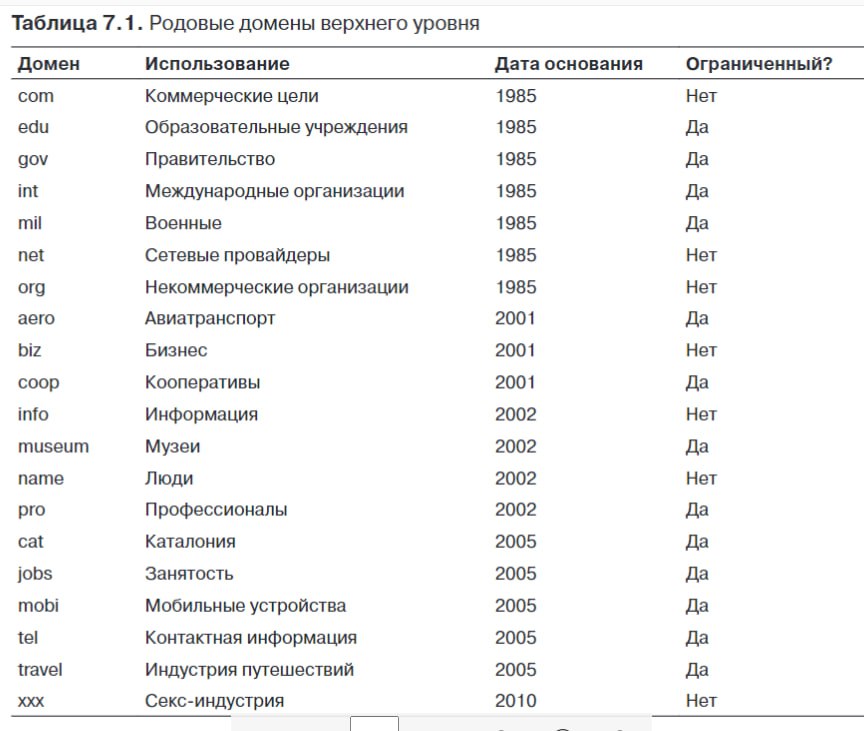 Таблица 7.1. Родовые домены верхнего уровня
Домен Использование Дата основания Ограниченный?
com Коммерческие цели 1985 Нет
edu Образовательные учреждения 1985 Да
gov Правительство 1985 Да
int Международные организации 1985 Да
mil Военные 1985 Да
net Сетевые провайдеры 1985 Нет
org Некоммерческие организации 1985 Нет
aero Авиатранспорт 2001 Да
biz Бизнес 2001 Нет
coop Кооперативы 2001 Да
info Информация 2002 Нет
museum Музеи 2002 Да
name Люди 2002 Нет
pro Профессионалы 2002 Да
cat Каталония 2005 Да
jobs Занятость 2005 Да
mobi Мобильные устройства 2005 Да
tel Контактная информация 2005 Да
travel Индустрия путешествий 2005 Да
xxx Секс-индустрия 2010 Нет